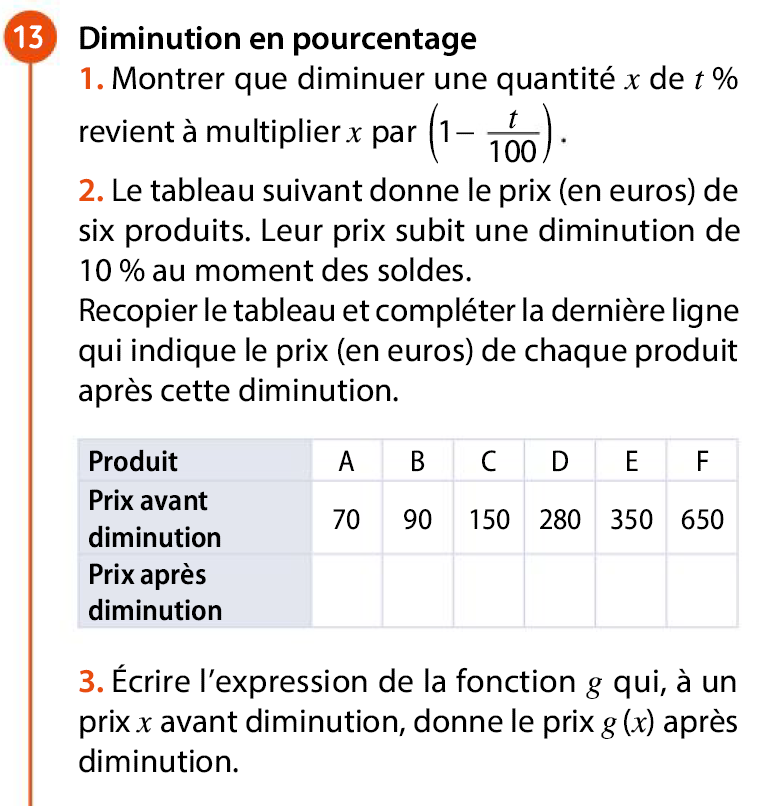 13 Diminution en pourcentage
1. Montrer que diminuer une quantité x de t %
revient à multiplier x par (1 − t/100).
2. Le tableau suivant donne le prix (en euros) de
six produits. Leur prix subit une diminution de
10 % au moment des soldes.
Recopier le tableau et compléter la dernière ligne
qui indique le prix (en euros) de chaque produit
après cette diminution.
Produit A B C D E F
Prix avant
diminution 70 90 150 280 350 650
Prix après
diminution
3. Écrire l’expression de la fonction g qui, à un
prix x avant diminution, donne le prix g (x) après
diminution.